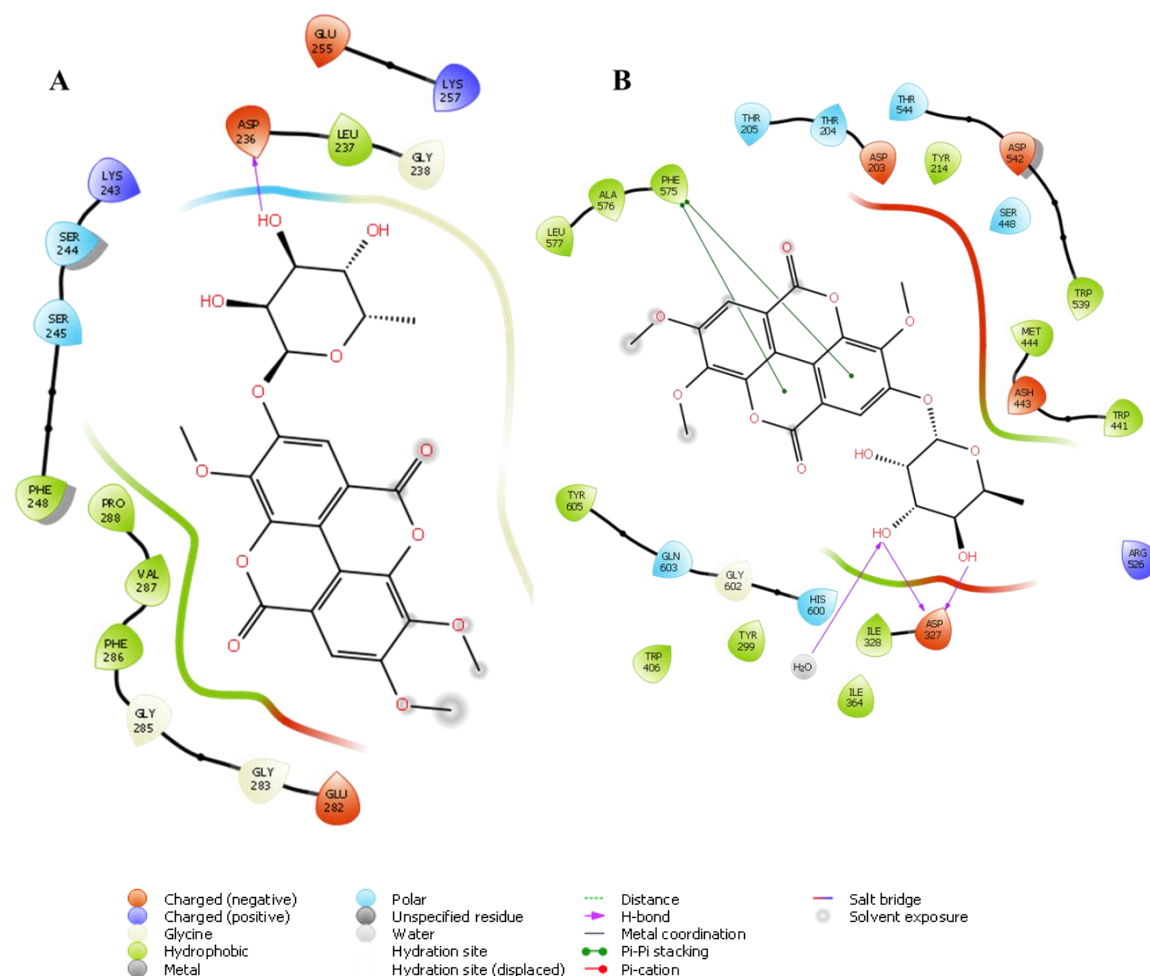 A
GLU
255
LYS
257
ASP
236
LEU
237
GLY
238
LYS
243
SER
244
SER
245
PHE
248
PRO
288
VAL
287
PHE
286
GLY
285
GLY
283
GLU
282
HO
OH
HO
O
O
O
O
O
O
O
O
O
B
THR
205
THR
204
THR
544
ASP
203
TYR
214
ASP
542
SER
448
PHE
575
ALA
576
LEU
577
TRP
539
MET
444
ASH
443
TRP
441
TYR
605
GLN
603
GLY
602
HIS
600
TYR
299
TRP
406
ILE
328
ASP
327
ILE
364
ARG
526
H₂O
O
O
O
O
O
O
O
O
O
HO
HO
OH
Charged (negative)
Charged (positive)
Glycine
Hydrophobic
Metal
Polar
Unspecified residue
Water
Hydration site
Hydration site (displaced)
Distance
H-bond
Metal coordination
Pi-Pi stacking
Pi-cation
Salt bridge
Solvent exposure